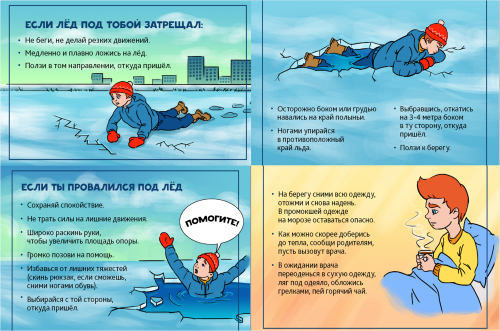 ЕСЛИ ЛЁД ПОД ТОБОЙ ЗАТРЕЩАЛ:
• Не беги, не делай резких движений.
• Медленно и плавно ложись на лёд.
• Ползи в том направлении, откуда пришёл.
• Осторожно боком или грудью
навались на край полыньи.
• Ногами упирайся
в противоположный
край льда.
• Выбравшись, откатись
на 3–4 метра боком
в ту сторону, откуда
пришёл.
• Ползи к берегу.
ЕСЛИ ТЫ ПРОВАЛИЛСЯ ПОД ЛЁД
• Сохраняй спокойствие.
• Не трать силы на лишние движения.
• Широко раскинь руки,
чтобы увеличить площадь опоры.
• Громко позови на помощь.
• Избавься от лишних тяжестей
(скинь рюкзак, если сможешь,
сними ногами обувь).
• Выбирайся с той стороны,
откуда пришёл.
ПОМОГИТЕ!
• На берегу сними всю одежду,
отожми и снова надень.
В промокшей одежде
на морозе оставаться опасно.
• Как можно скорее доберись
до тепла, сообщи родителям,
пусть вызовут врача.
• В ожидании врача
переоденься в сухую одежду,
ляг под одеяло, обложись
грелками, пей горячий чай.